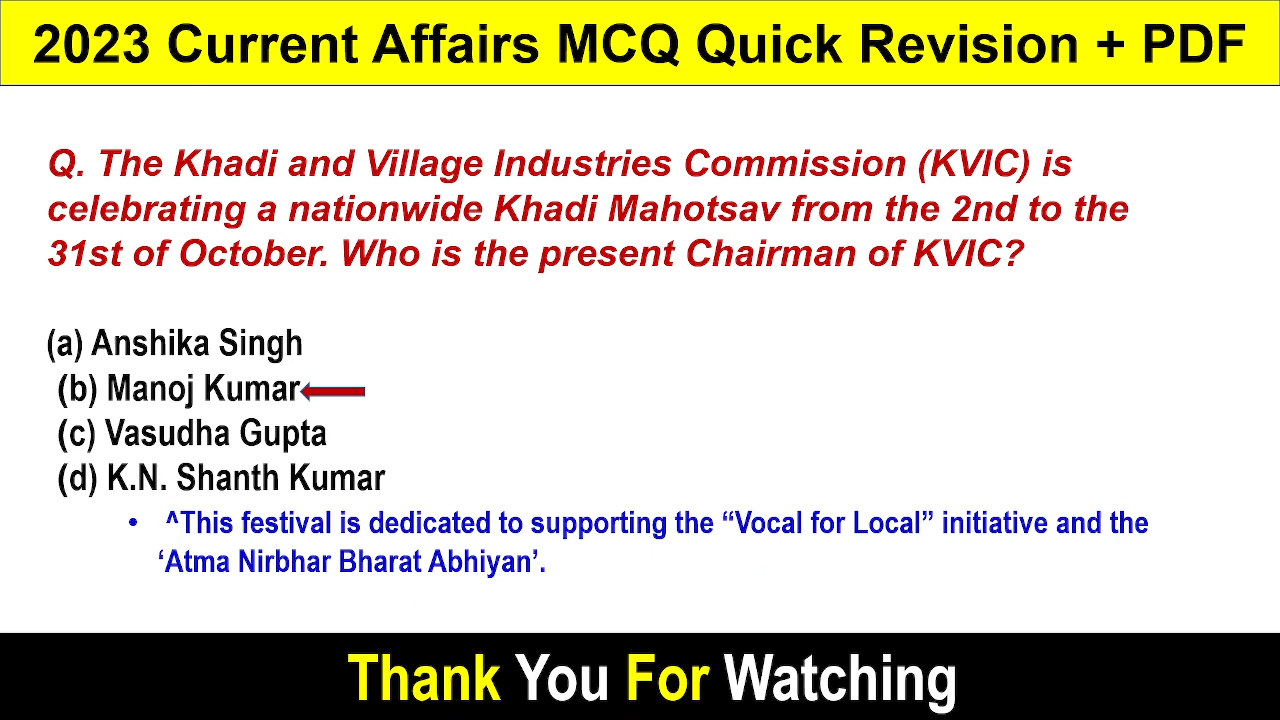 2023 Current Affairs MCQ Quick Revision + PDF
Q. The Khadi and Village Industries Commission (KVIC) is
celebrating a nationwide Khadi Mahotsav from the 2nd to the
31st of October. Who is the present Chairman of KVIC?
(a) Anshika Singh
(b) Manoj Kumar
(c) Vasudha Gupta
(d) K.N. Shanth Kumar
• ^This festival is dedicated to supporting the “Vocal for Local” initiative and the
‘Atma Nirbhar Bharat Abhiyan’.
Thank You For Watching